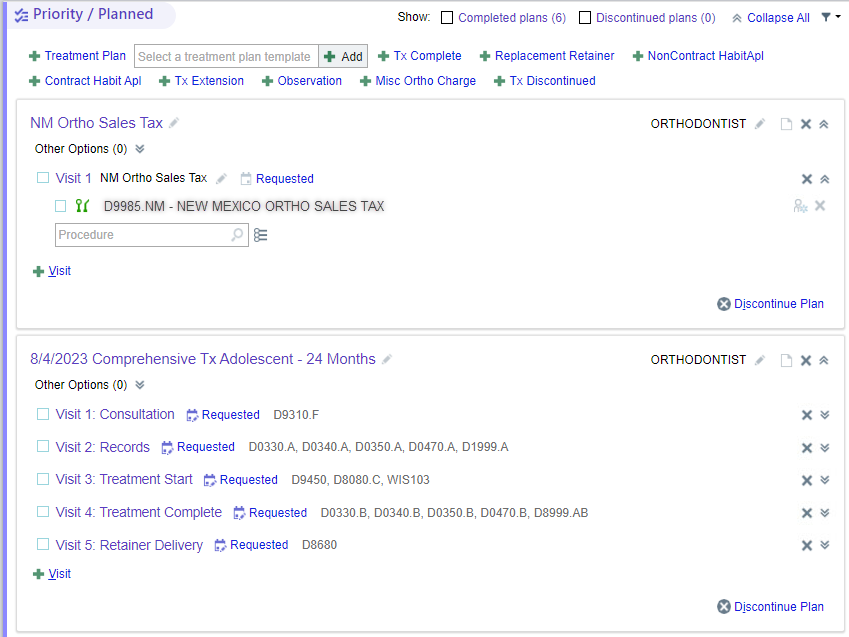 Priority / Planned
Show: Completed plans (6) Discontinued plans (0) Collapse All
Treatment Plan Select a treatment plan template Add Tx Complete Replacement Retainer NonContract HabitApl
Contract Habit Apl Tx Extension Observation Misc Ortho Charge Tx Discontinued
NM Ortho Sales Tax ORTHODONTIST
Other Options (0)
Visit 1 NM Ortho Sales Tax Requested
D9985.NM - NEW MEXICO ORTHO SALES TAX
Procedure
Visit
Discontinue Plan
8/4/2023 Comprehensive Tx Adolescent - 24 Months ORTHODONTIST
Other Options (0)
Visit 1: Consultation Requested D9310.F
Visit 2: Records Requested D0330.A, D0340.A, D0350.A, D0470.A, D1999.A
Visit 3: Treatment Start Requested D9450, D8080.C, WIS103
Visit 4: Treatment Complete Requested D0330.B, D0340.B, D0350.B, D0470.B, D8999.AB
Visit 5: Retainer Delivery Requested D8680
Visit
Discontinue Plan